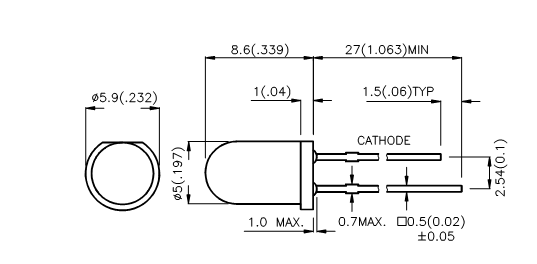 8.6(.339)
27(1.063)MIN
1(.04)
1.5(.06)TYP
ø5.9(.232)
CATHODE
ø5(.197)
2.54(0.1)
1.0 MAX.
0.7MAX.
□0.5(0.02)
±0.05